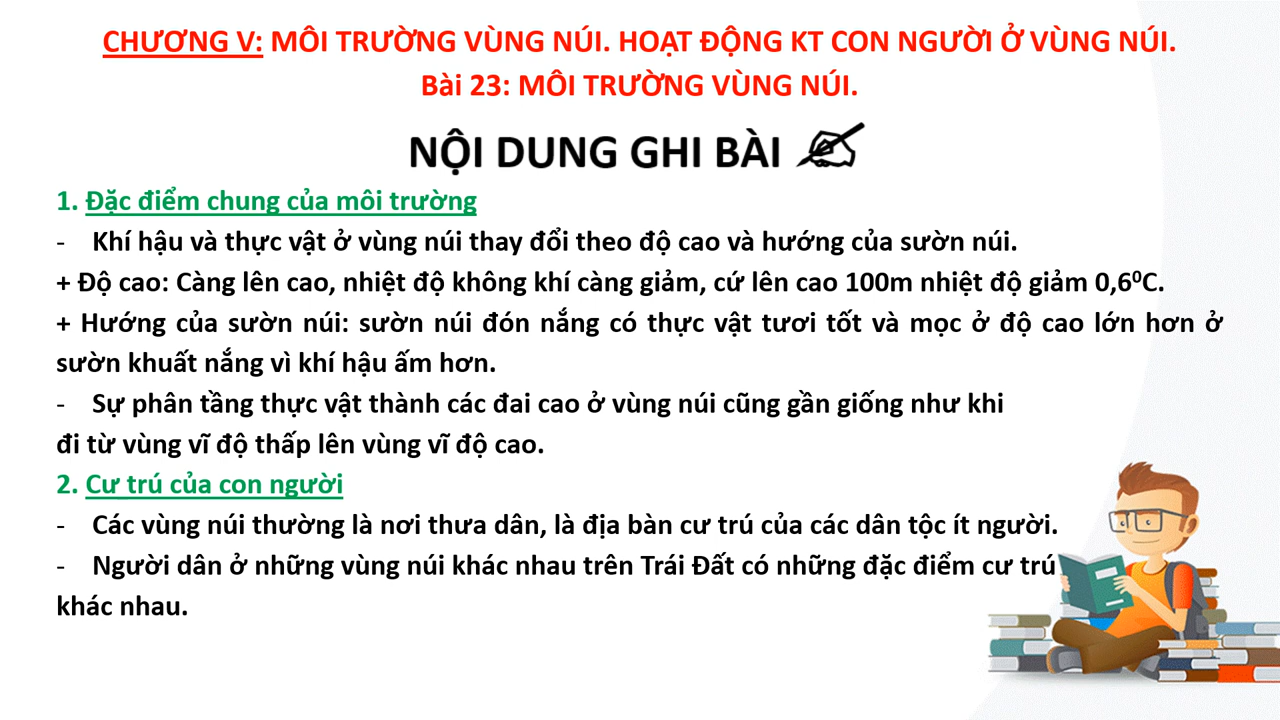 CHƯƠNG V: MÔI TRƯỜNG VÙNG NÚI. HOẠT ĐỘNG KT CON NGƯỜI Ở VÙNG NÚI.
Bài 23: MÔI TRƯỜNG VÙNG NÚI.
NỘI DUNG GHI BÀI
1. Đặc điểm chung của môi trường
- Khí hậu và thực vật ở vùng núi thay đổi theo độ cao và hướng của sườn núi.
+ Độ cao: Càng lên cao, nhiệt độ không khí càng giảm, cứ lên cao 100m nhiệt độ giảm 0,6⁰C.
+ Hướng của sườn núi: sườn núi đón nắng có thực vật tươi tốt và mọc ở độ cao lớn hơn ở
sườn khuất nắng vì khí hậu ấm hơn.
- Sự phân tầng thực vật thành các đai cao ở vùng núi cũng gần giống như khi
đi từ vùng vĩ độ thấp lên vùng vĩ độ cao.
2. Cư trú của con người
- Các vùng núi thường là nơi thưa dân, là địa bàn cư trú của các dân tộc ít người.
- Người dân ở những vùng núi khác nhau trên Trái Đất có những đặc điểm cư trú
khác nhau.